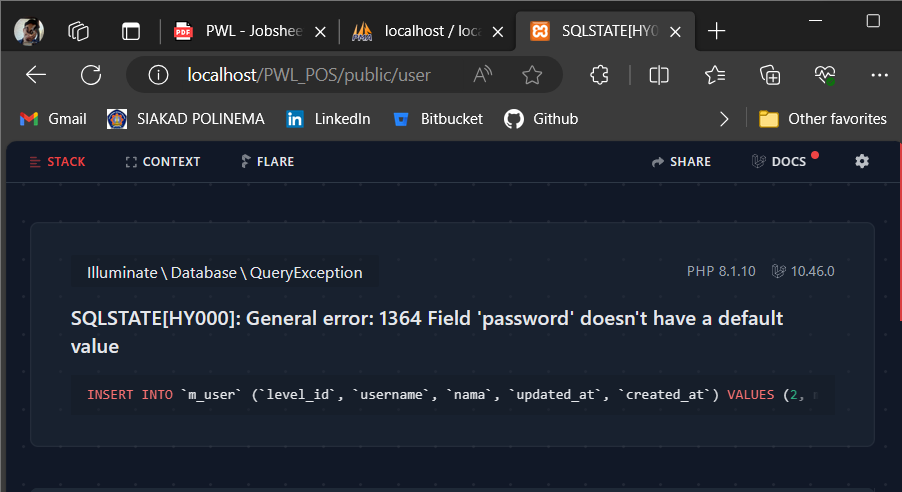 PWL - Jobshee
localhost / loca
SQLSTATE[HY0
localhost/PWL_POS/public/user
Gmail
SIAKAD POLINEMA
LinkedIn
Bitbucket
Github
Other favorites
STACK
CONTEXT
FLARE
SHARE
DOCS
Illuminate \ Database \ QueryException
PHP 8.1.10
10.46.0
SQLSTATE[HY000]: General error: 1364 Field 'password' doesn't have a default
value
INSERT INTO `m_user` (`level_id`, `username`, `nama`, `updated_at`, `created_at`) VALUES (2,